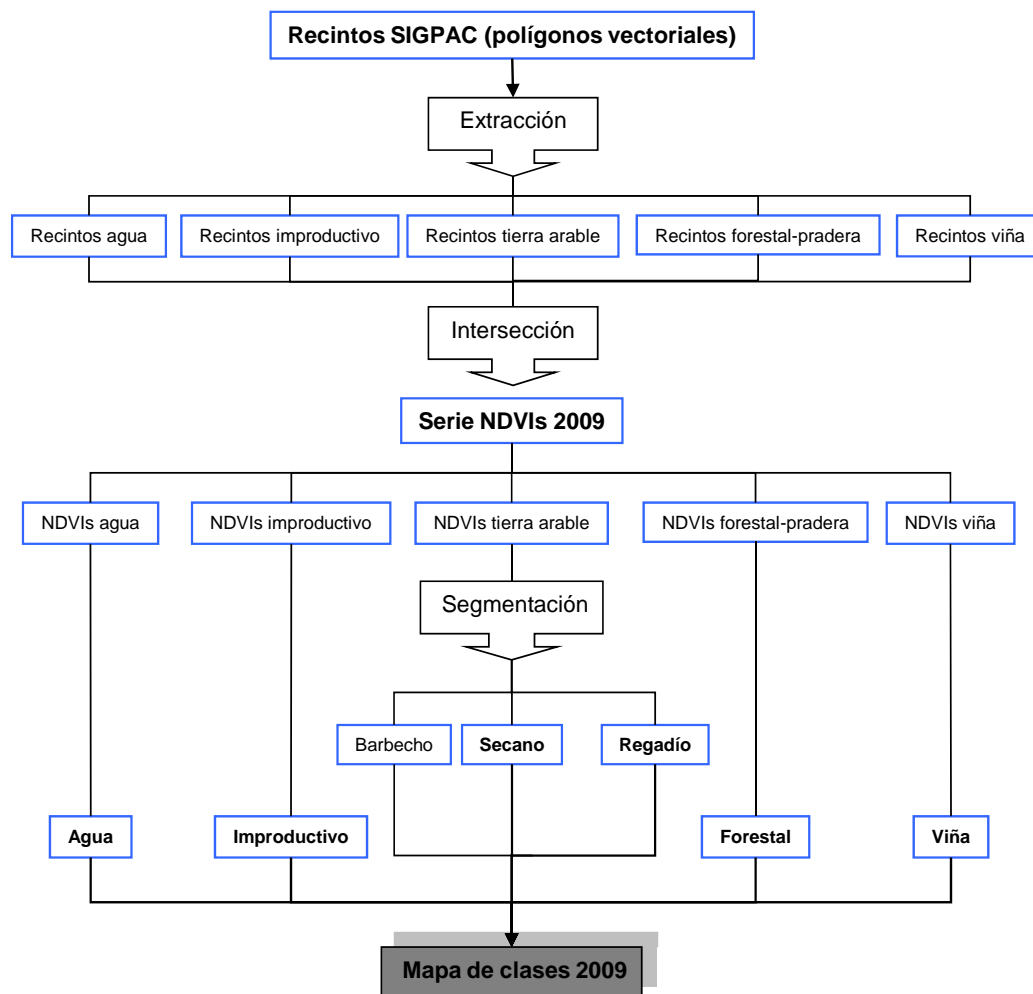 Recintos SIGPAC (polígonos vectoriales)
Extracción
Recintos agua
Recintos improductivo
Recintos tierra arable
Recintos forestal-pradera
Recintos viña
Intersección
Serie NDVIs 2009
NDVIs agua
NDVIs improductivo
NDVIs tierra arable
NDVIs forestal-pradera
NDVIs viña
Segmentación
Barbecho
Secano
Regadío
Agua
Improductivo
Forestal
Viña
Mapa de clases 2009